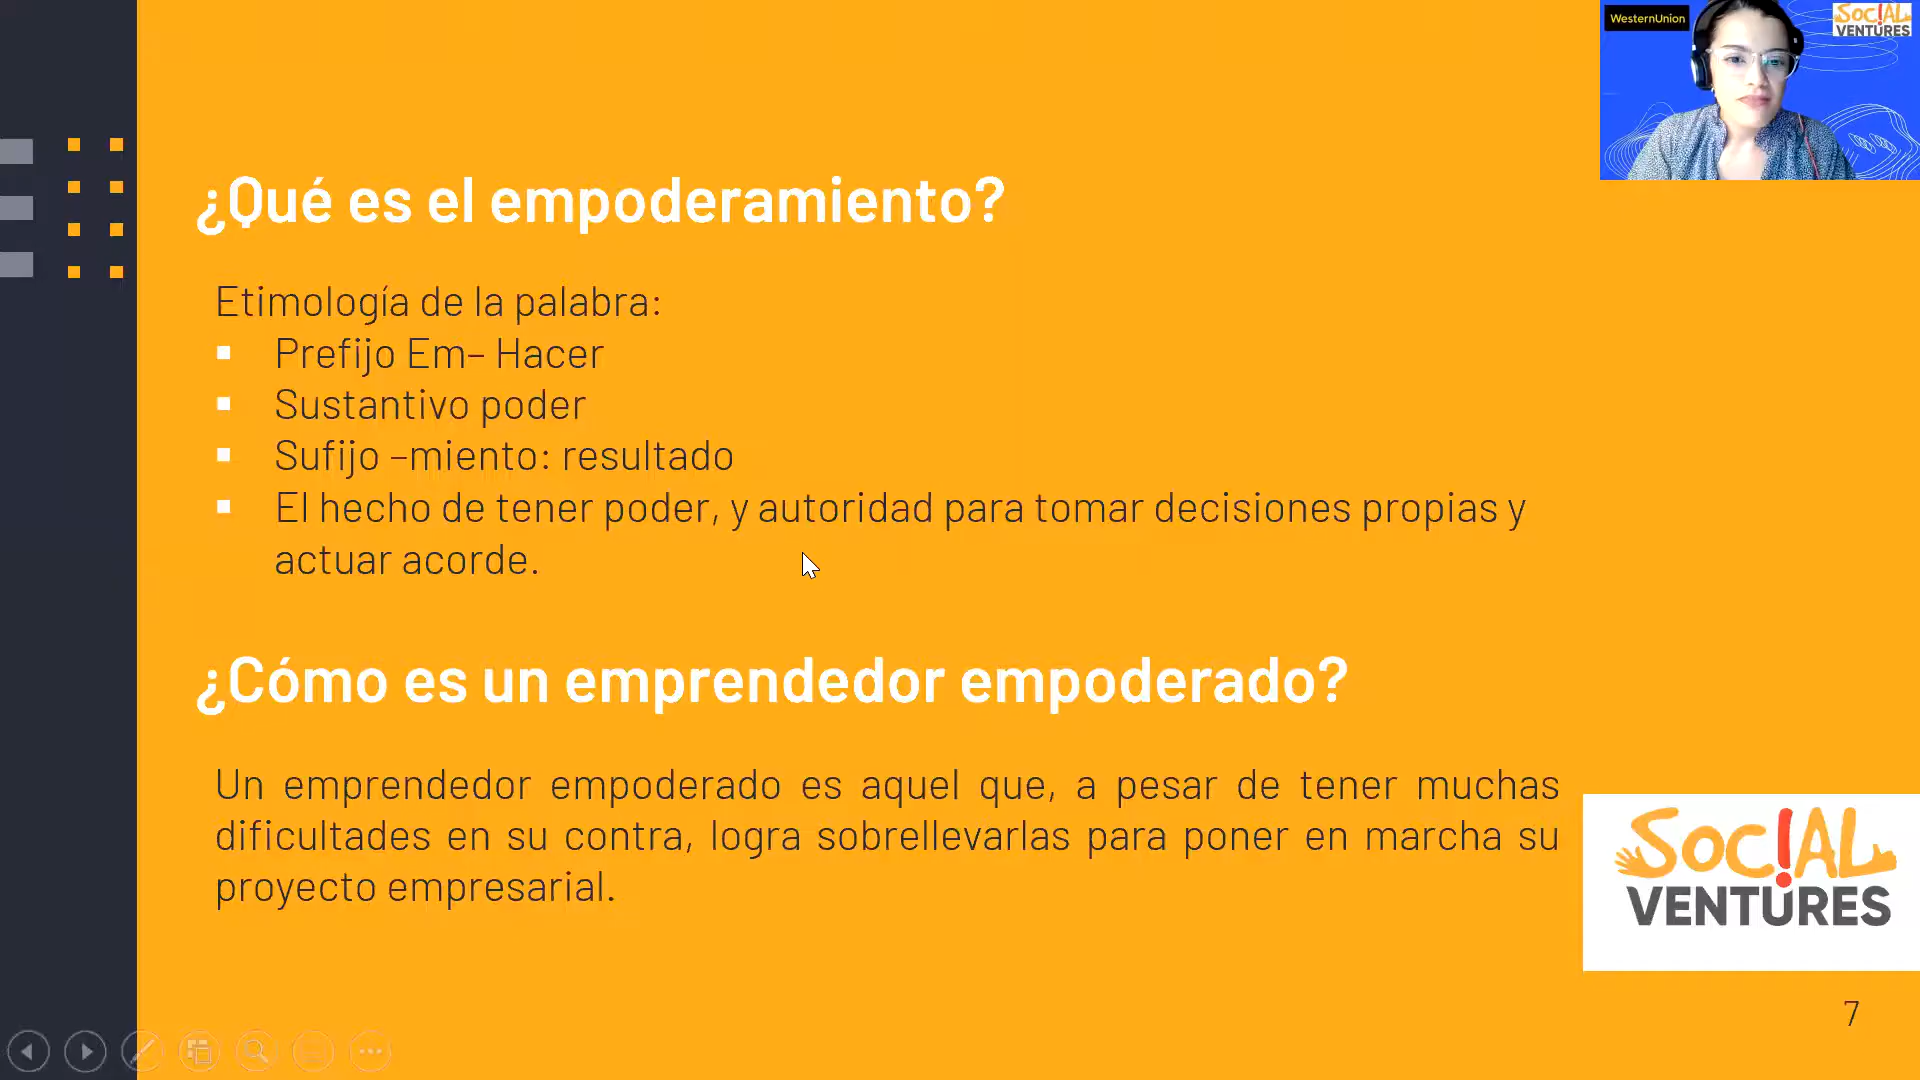 WesternUnion
SOC!AL
VENTURES
¿Qué es el empoderamiento?
Etimología de la palabra:
▪ Prefijo Em– Hacer
▪ Sustantivo poder
▪ Sufijo –miento: resultado
▪ El hecho de tener poder, y autoridad para tomar decisiones propias y
actuar acorde.
¿Cómo es un emprendedor empoderado?
Un emprendedor empoderado es aquel que, a pesar de tener muchas
dificultades en su contra, logra sobrellevarlas para poner en marcha su
proyecto empresarial.
SOC!AL
VENTURES
7